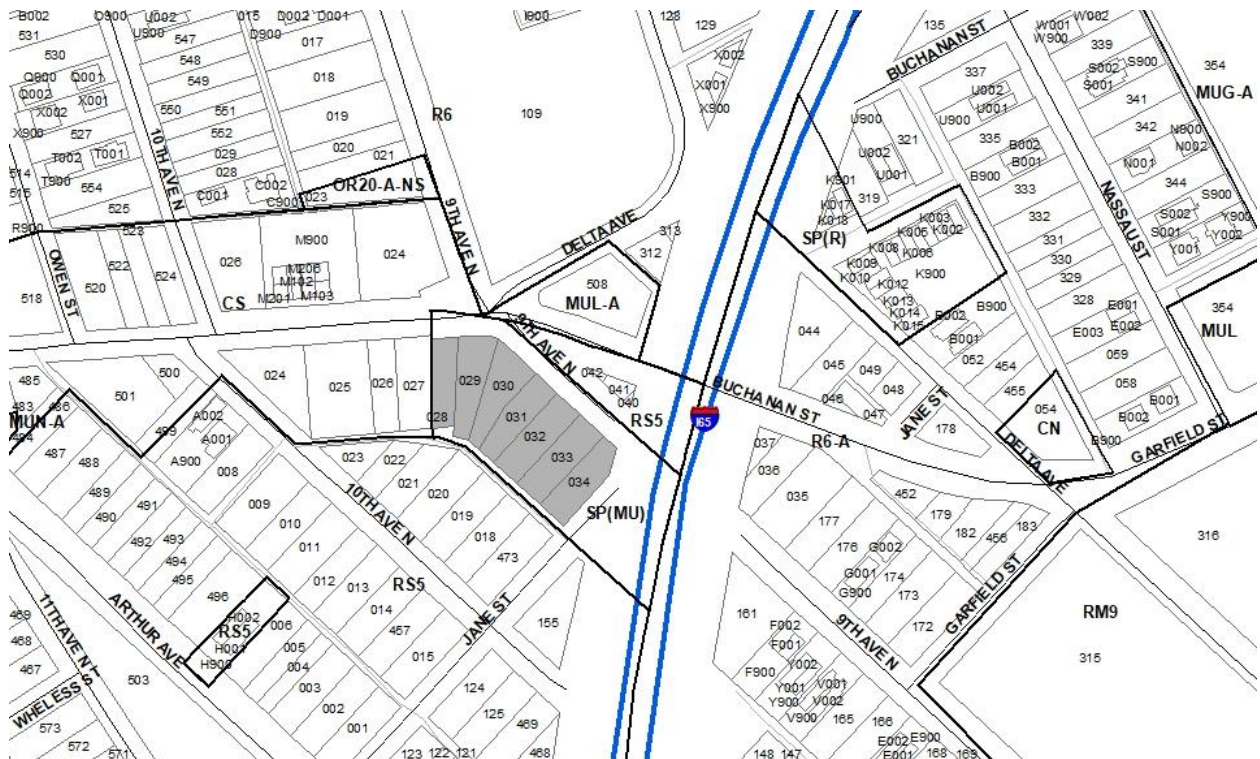 B002
O900
U002
015
D002
D001
I900
128
129
135
W002
W900
531
U900
547
D900
017
X002
BUCHANAN ST
339
530
548
S002
S900
354
Q900
Q001
549
018
X001
337
S001
MUG-A
Q002
X001
X900
U002
341
X002
550
551
019
R6
109
U900
U900
U001
342
X900
527
10TH AVE N
552
020
321
335
B002
N900
N002
T002
T001
029
021
U002
B900
B001
N001
514
T900
554
028
C002
OR20-A-NS
U001
333
344
515
C001
C900
023
K901
319
NASSAU ST
S900
525
K017
332
S002
Y900
R900
523
9TH AVE N
DELTA AVE
313
K018
K003
S001
Y002
M900
SP(R)
K005
K002
331
Y001
522
026
024
312
K008
K006
330
OWEN ST
524
M206
K009
K900
329
520
M102
508
K010
518
CS
M201
M103
MUL-A
K012
328
E001
354
K013
B900
E002
K014
B002
E003
MUL
9TH AVE N
K015
B001
044
059
500
024
025
026
027
029
030
042
045
049
052
454
058
485
501
041
BUCHANAN ST
048
455
B001
483
486
028
031
040
046
047
JANE ST
054
B002
MUN-A
A002
RS5
I65
CN
484
499
A001
032
R6-A
178
DELTA AVE
B900
GARFIELD ST
487
A900
008
023
022
033
037
488
021
034
036
489
009
10TH AVE N
020
035
452
490
491
010
019
SP(MU)
177
179
183
492
493
011
018
182
456
316
494
473
176
G002
495
012
013
RS5
G001
174
GARFIELD ST
496
014
G900
173
RM9
11TH AVE N
ARTHUR AVE
H002
006
457
JANE ST
155
161
F002
172
469
RS5
005
015
F001
9TH AVE N
315
468
H001
004
Y002
467
H900
003
124
F900
Y001
V001
WHELESS ST
503
002
125
Y900
V002
573
001
469
V900
165
166
572
571
123
122
121
468
148
147
E002
E900
E001
168
169